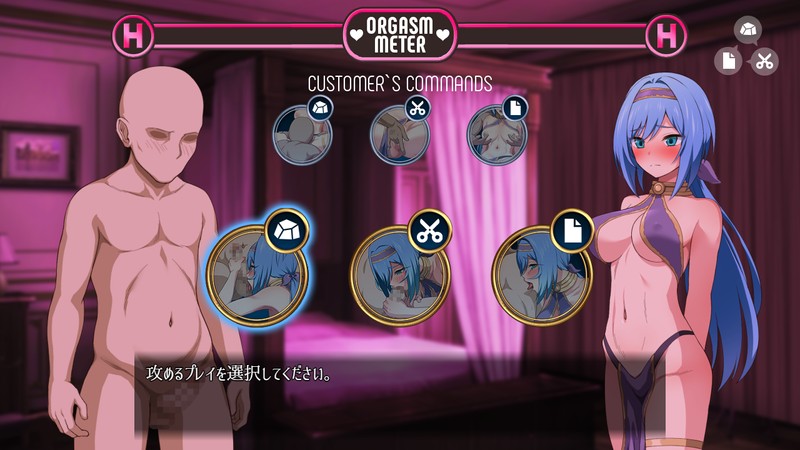 H
ORGASM
METER
H
CUSTOMER`S COMMANDS
攻めるプレイを選択してください。